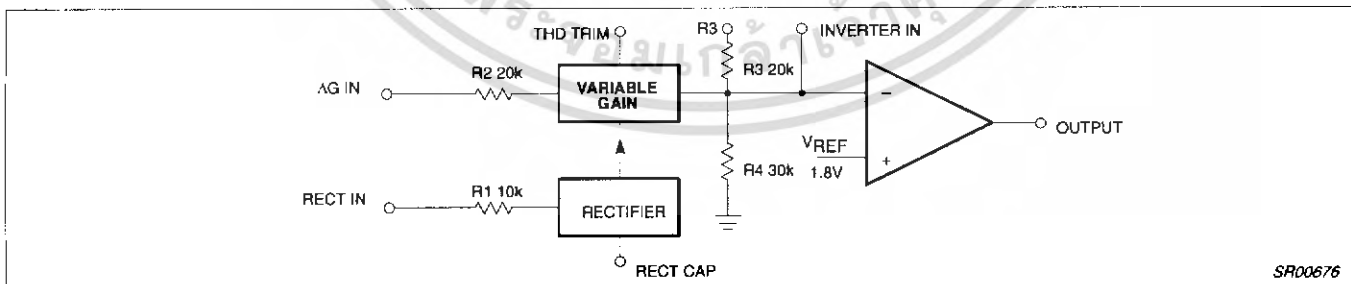 THD TRIM
R3
INVERTER IN
R2 20k
R3 20k
ΔG IN
VARIABLE
GAIN
−
OUTPUT
VREF
1.8V
+
R4 30k
R1 10k
RECT IN
RECTIFIER
RECT CAP
SR00676